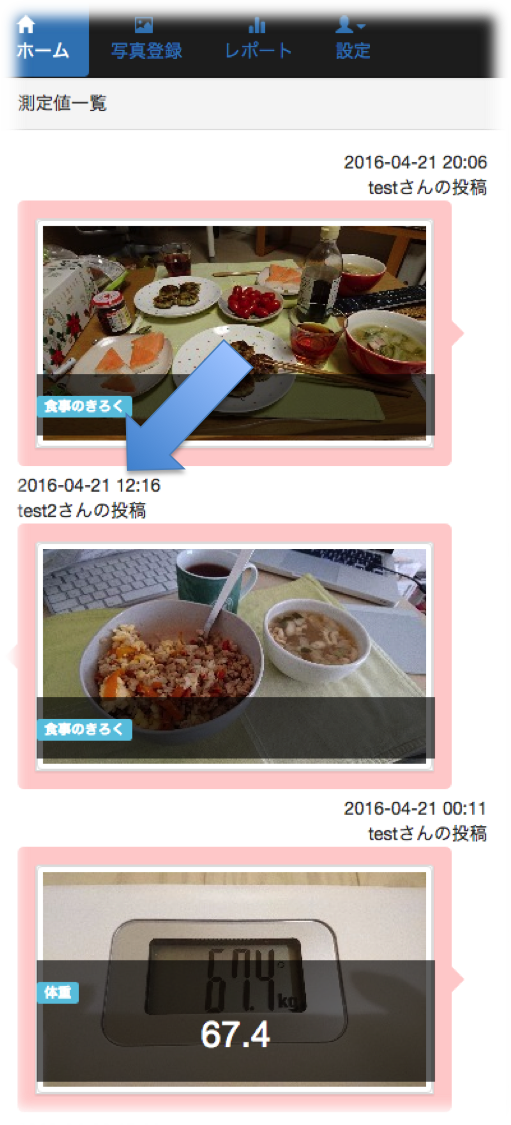 ホーム
写真登録
レポート
設定
測定値一覧
2016-04-21 20:06
testさんの投稿
食事のきろく
2016-04-21 12:16
test2さんの投稿
食事のきろく
2016-04-21 00:11
testさんの投稿
体重
kg
67.4